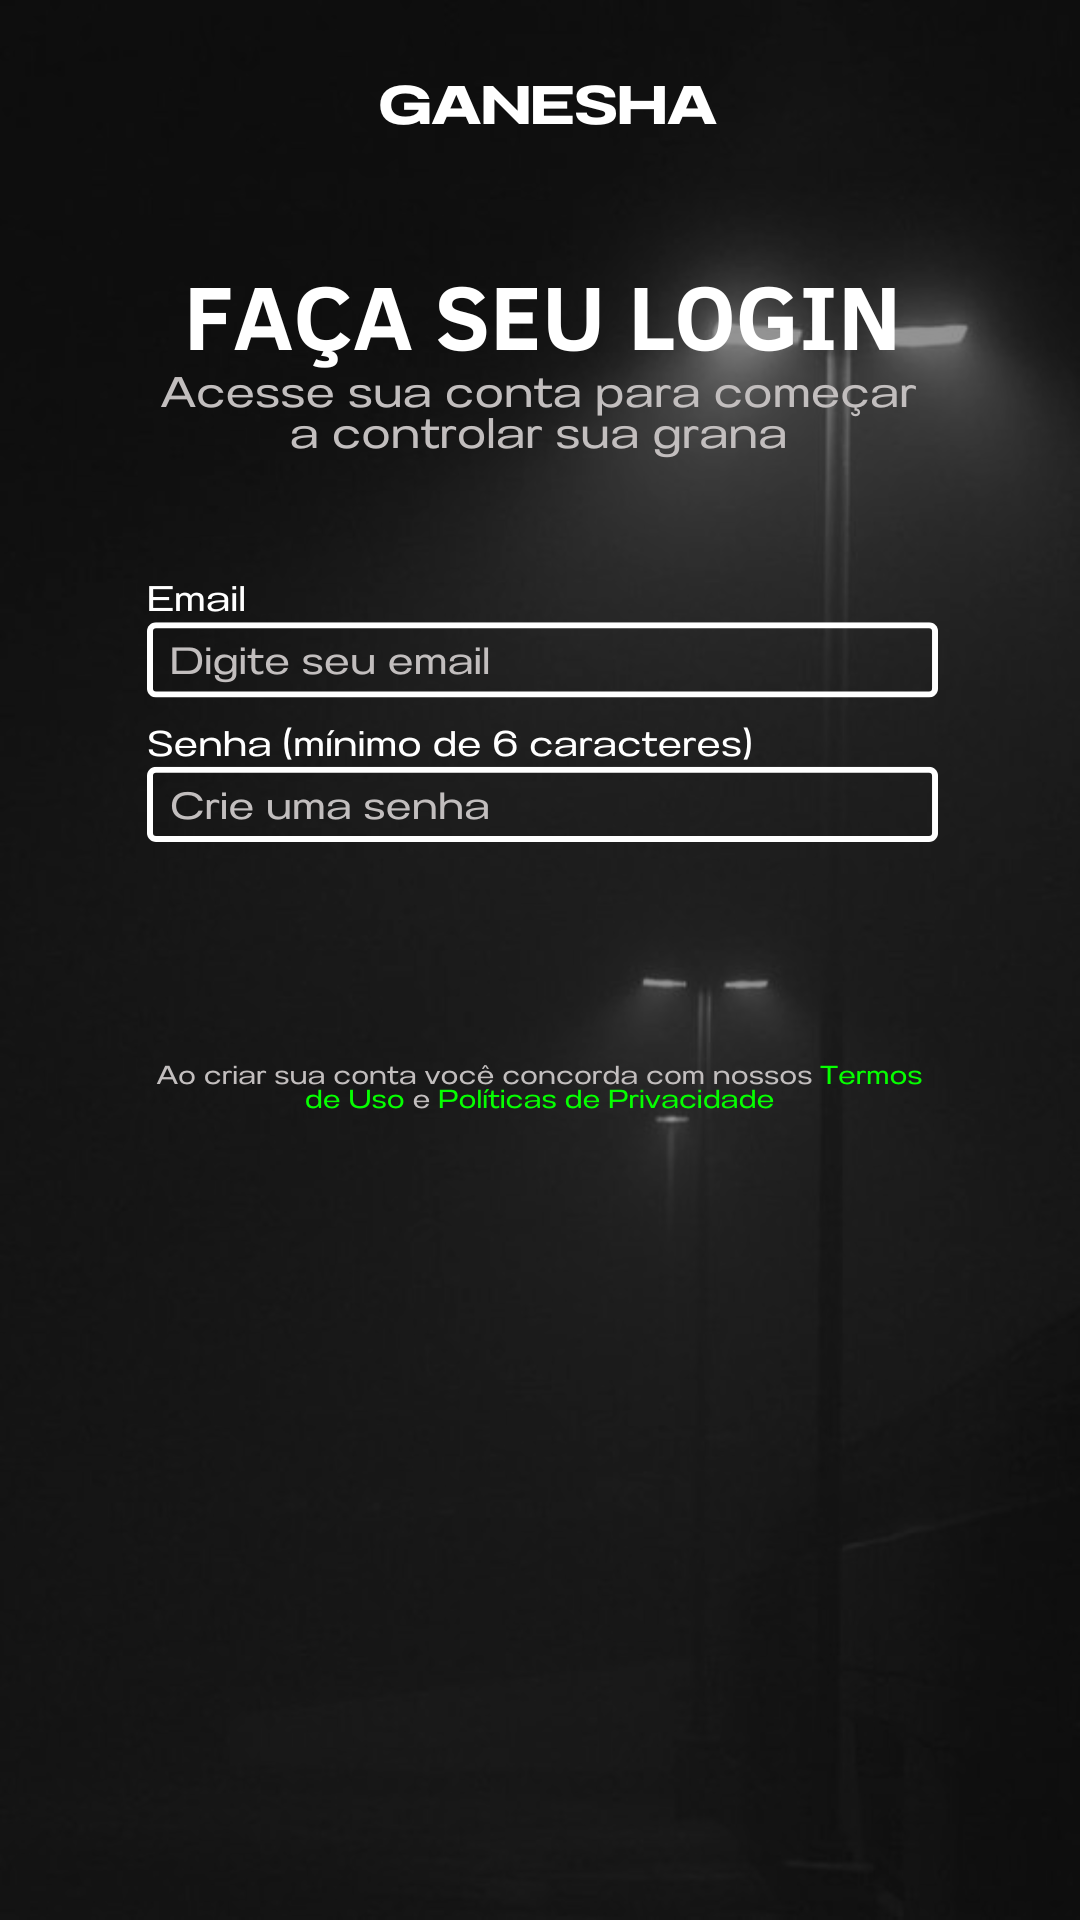 GANESHA
FAÇA SEU LOGIN
Acesse sua conta para começar
a controlar sua grana
Email
Digite seu email
Senha (mínimo de 6 caracteres)
Crie uma senha
Ao criar sua conta você concorda com nossos Termos
de Uso e Políticas de Privacidade